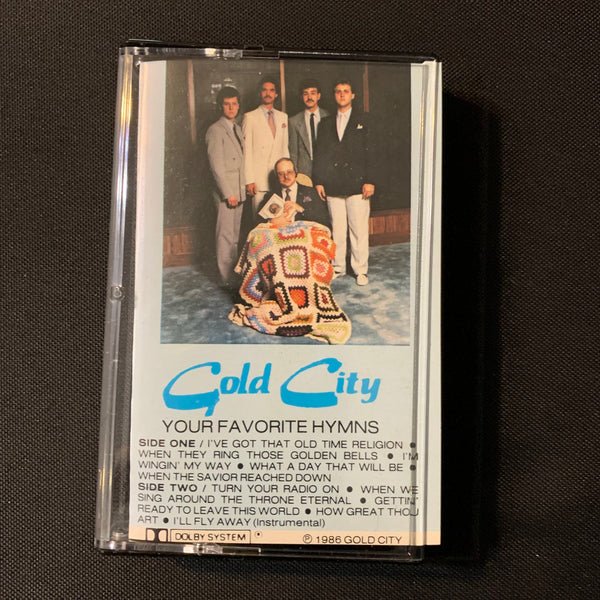 Gold City
YOUR FAVORITE HYMNS
SIDE ONE / I'VE GOT THAT OLD TIME RELIGION ●
WHEN THEY RING THOSE GOLDEN BELLS ● I'M
WINGIN' MY WAY ● WHAT A DAY THAT WILL BE ●
WHEN THE SAVIOR REACHED DOWN
SIDE TWO / TURN YOUR RADIO ON ● WHEN WE
SING AROUND THE THRONE ETERNAL ● GETTIN'
READY TO LEAVE THIS WORLD ● HOW GREAT THOU
ART ● I'LL FLY AWAY (Instrumental)
DOLBY SYSTEM ® ℗ 1986 GOLD CITY